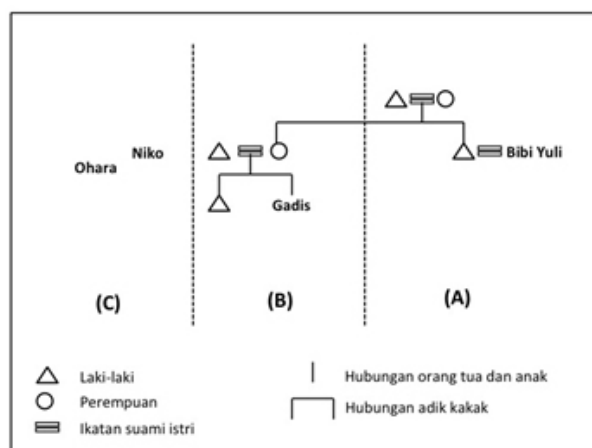 Bibi Yuli
Niko
Ohara
Gadis
(C)
(B)
(A)
Laki-laki
Perempuan
Ikatan suami istri
Hubungan orang tua dan anak
Hubungan adik kakak